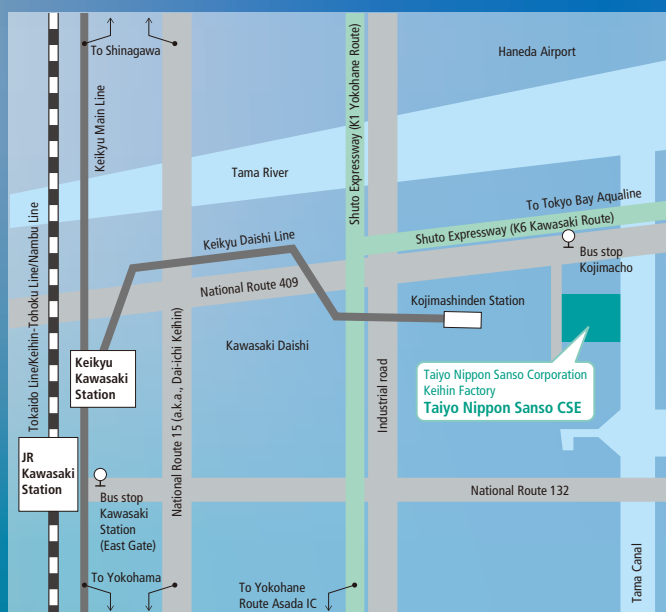 To Shinagawa
Haneda Airport
Keikyu Main Line
Tama River
Shuto Expressway (K1 Yokohane Route)
To Tokyo Bay Aqualine
Shuto Expressway (K6 Kawasaki Route)
Tokaido Line/Keihin-Tohoku Line/Nambu Line
Keikyu Daishi Line
Bus stop
Kojimacho
National Route 409
Kojimashinden Station
Kawasaki Daishi
Keikyu
Kawasaki
Station
Taiyo Nippon Sanso Corporation
Keihin Factory
Taiyo Nippon Sanso CSE
National Route 15 (a.k.a., Dai-ichi Keihin)
Industrial road
JR
Kawasaki
Station
Bus stop
Kawasaki
Station
(East Gate)
National Route 132
To Yokohama
To Yokohane
Route Asada IC
Tama Canal